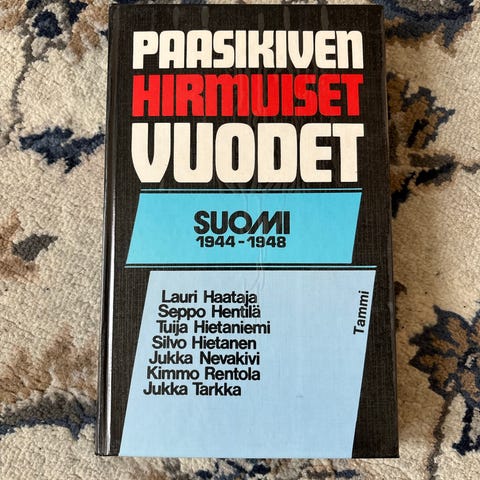 PAASIKIVEN
HIRMUISET
VUODET
SUOMI
1944-1948
Lauri Haataja
Seppo Hentilä
Tuija Hietaniemi
Silvo Hietanen
Jukka Nevakivi
Kimmo Rentola
Jukka Tarkka
Tammi